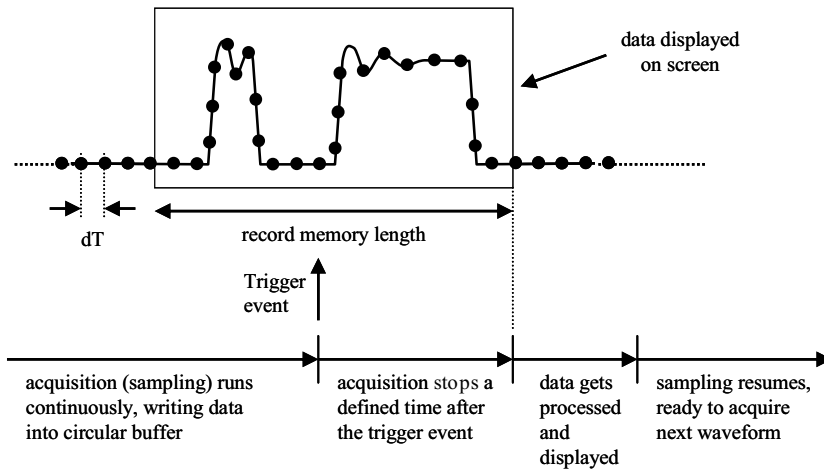 data displayed
on screen
dT
record memory length
Trigger
event
acquisition (sampling) runs
continuously, writing data
into circular buffer
acquisition stops a
defined time after
the trigger event
data gets
processed
and
displayed
sampling resumes,
ready to acquire
next waveform